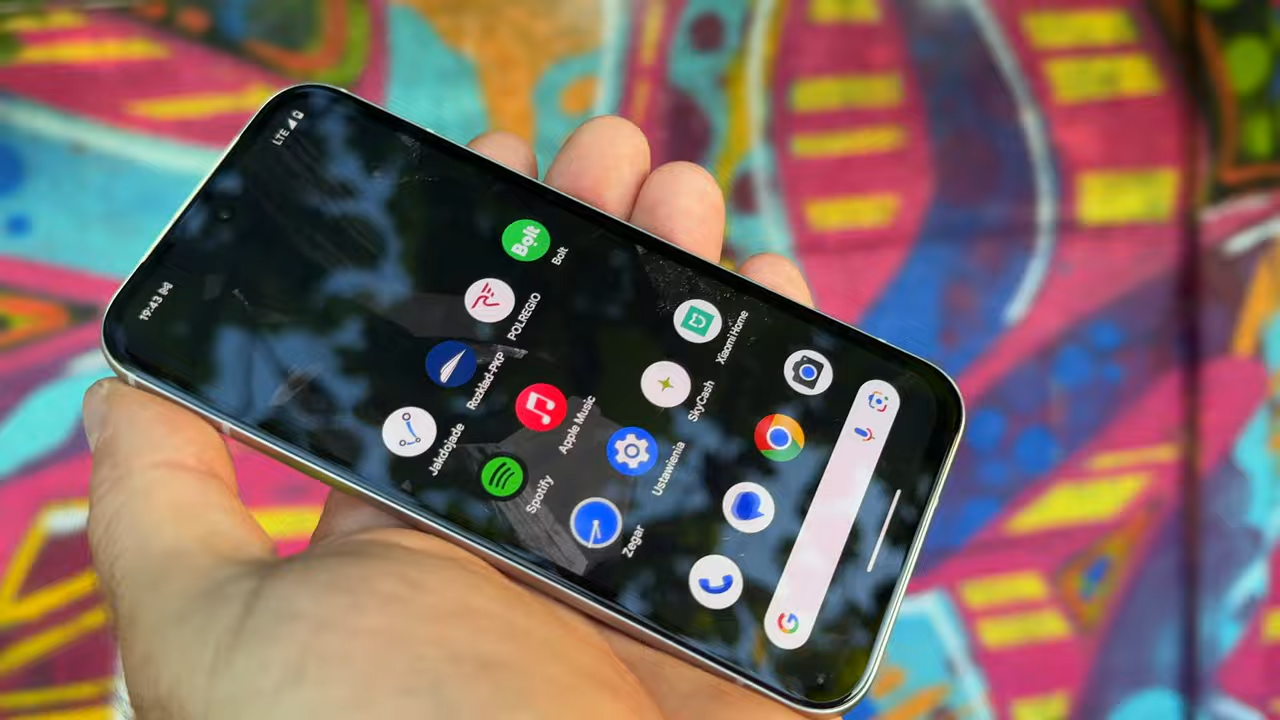 19:43
LTE
Jakdojade
Rozkład-PKP
POLREGIO
Bolt
Bolt
Spotify
Apple Music
Zegar
Ustawienia
SkyCash
Xiaomi Home
G